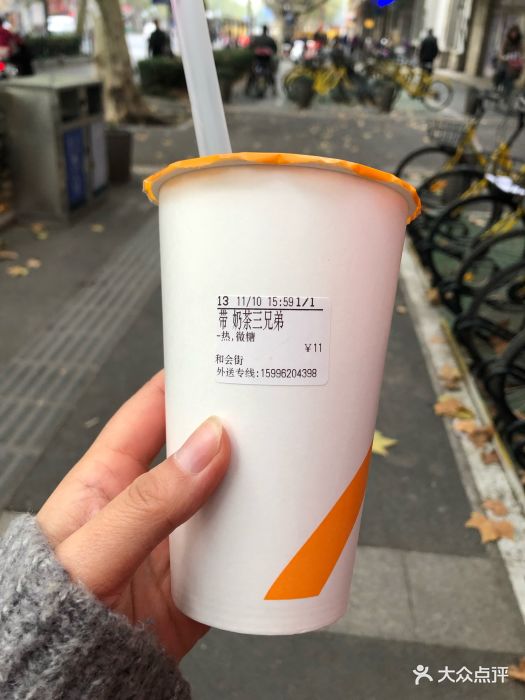 13 11/10 15:59 1/1
带 奶茶三兄弟
-热,微糖
￥11
和会街
外送专线:15996204398
大众点评